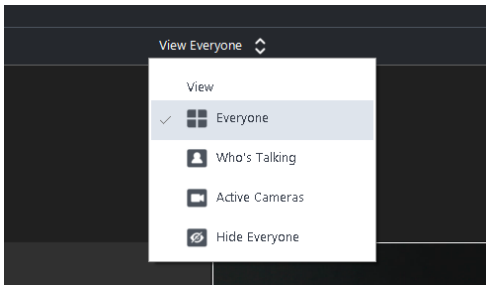 View Everyone
View
Everyone
Who's Talking
Active Cameras
Hide Everyone